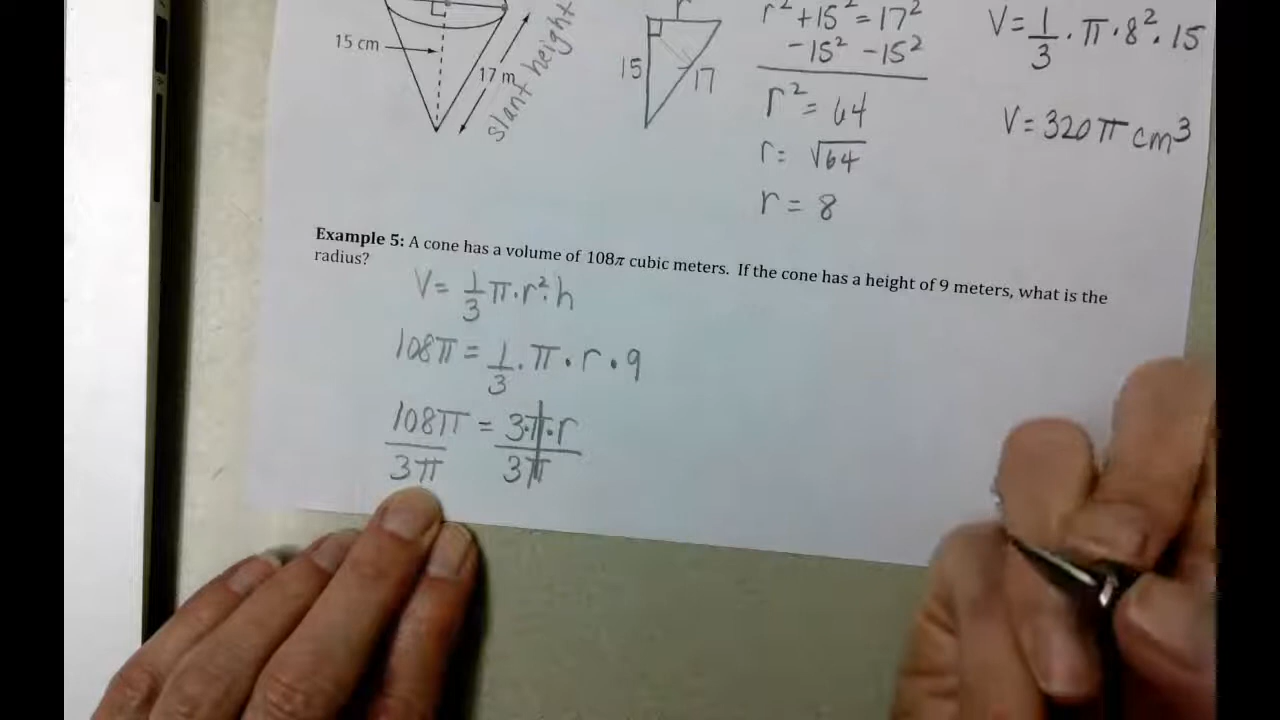 15 cm
17 m
slant height
r
15
17
r² + 15² = 17²
-15² -15²
r² = 64
r = √64
r = 8
V = 1/3 · π · 8² · 15
V = 320π cm³
Example 5: A cone has a volume of 108π cubic meters. If the cone has a height of 9 meters, what is the
radius?
V = 1/3 π · r² · h
108π = 1/3 · π · r · 9
108π/3π = 3·π·r/3π